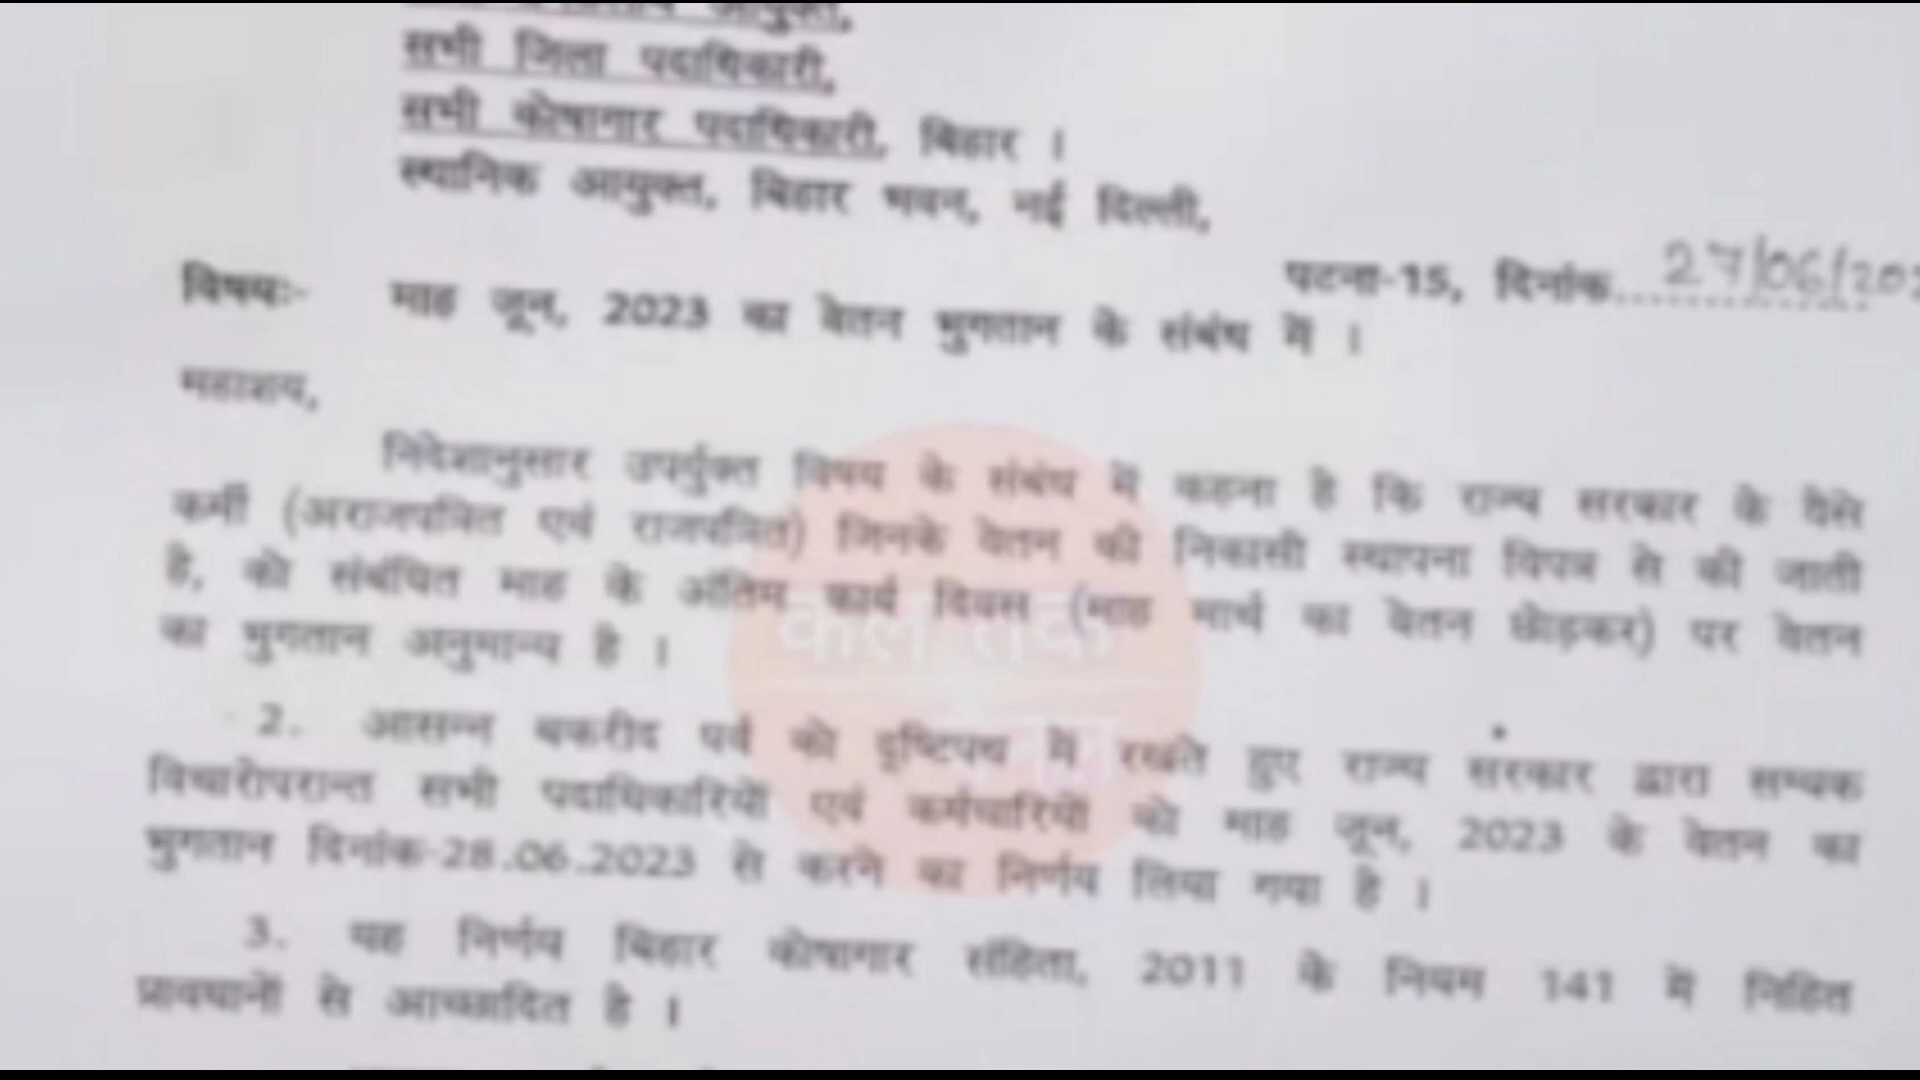 आयुक्त,
सभी जिला पदाधिकारी,
सभी कोषागार पदाधिकारी, बिहार ।
स्थानिक आयुक्त, बिहार भवन, नई दिल्ली,
पटना-15, दिनांक 27/06/202
विषयः- माह जून, 2023 का वेतन भुगतान के संबंध में ।
महाशय,
निदेशानुसार उपर्युक्त विषय के संबंध में कहना है कि राज्य सरकार के वैसे
कर्मी (अराजपत्रित एवं राजपत्रित) जिनके वेतन की निकासी स्थापना विपत्र से की जाती
है, को संबंधित माह के अंतिम कार्य दिवस (माह मार्च का वेतन छोड़कर) पर वेतन
का भुगतान अनुमान्य है ।
2. आसन्न बकरीद पर्व को दृष्टिपथ में रखते हुए राज्य सरकार द्वारा सम्यक
विचारोपरान्त सभी पदाधिकारियों एवं कर्मचारियों को माह जून, 2023 के वेतन का
भुगतान दिनांक-28.06.2023 से करने का निर्णय लिया गया है ।
3. यह निर्णय बिहार कोषागार संहिता, 2011 के नियम 141 में निहित
प्रावधानों से आच्छादित है ।